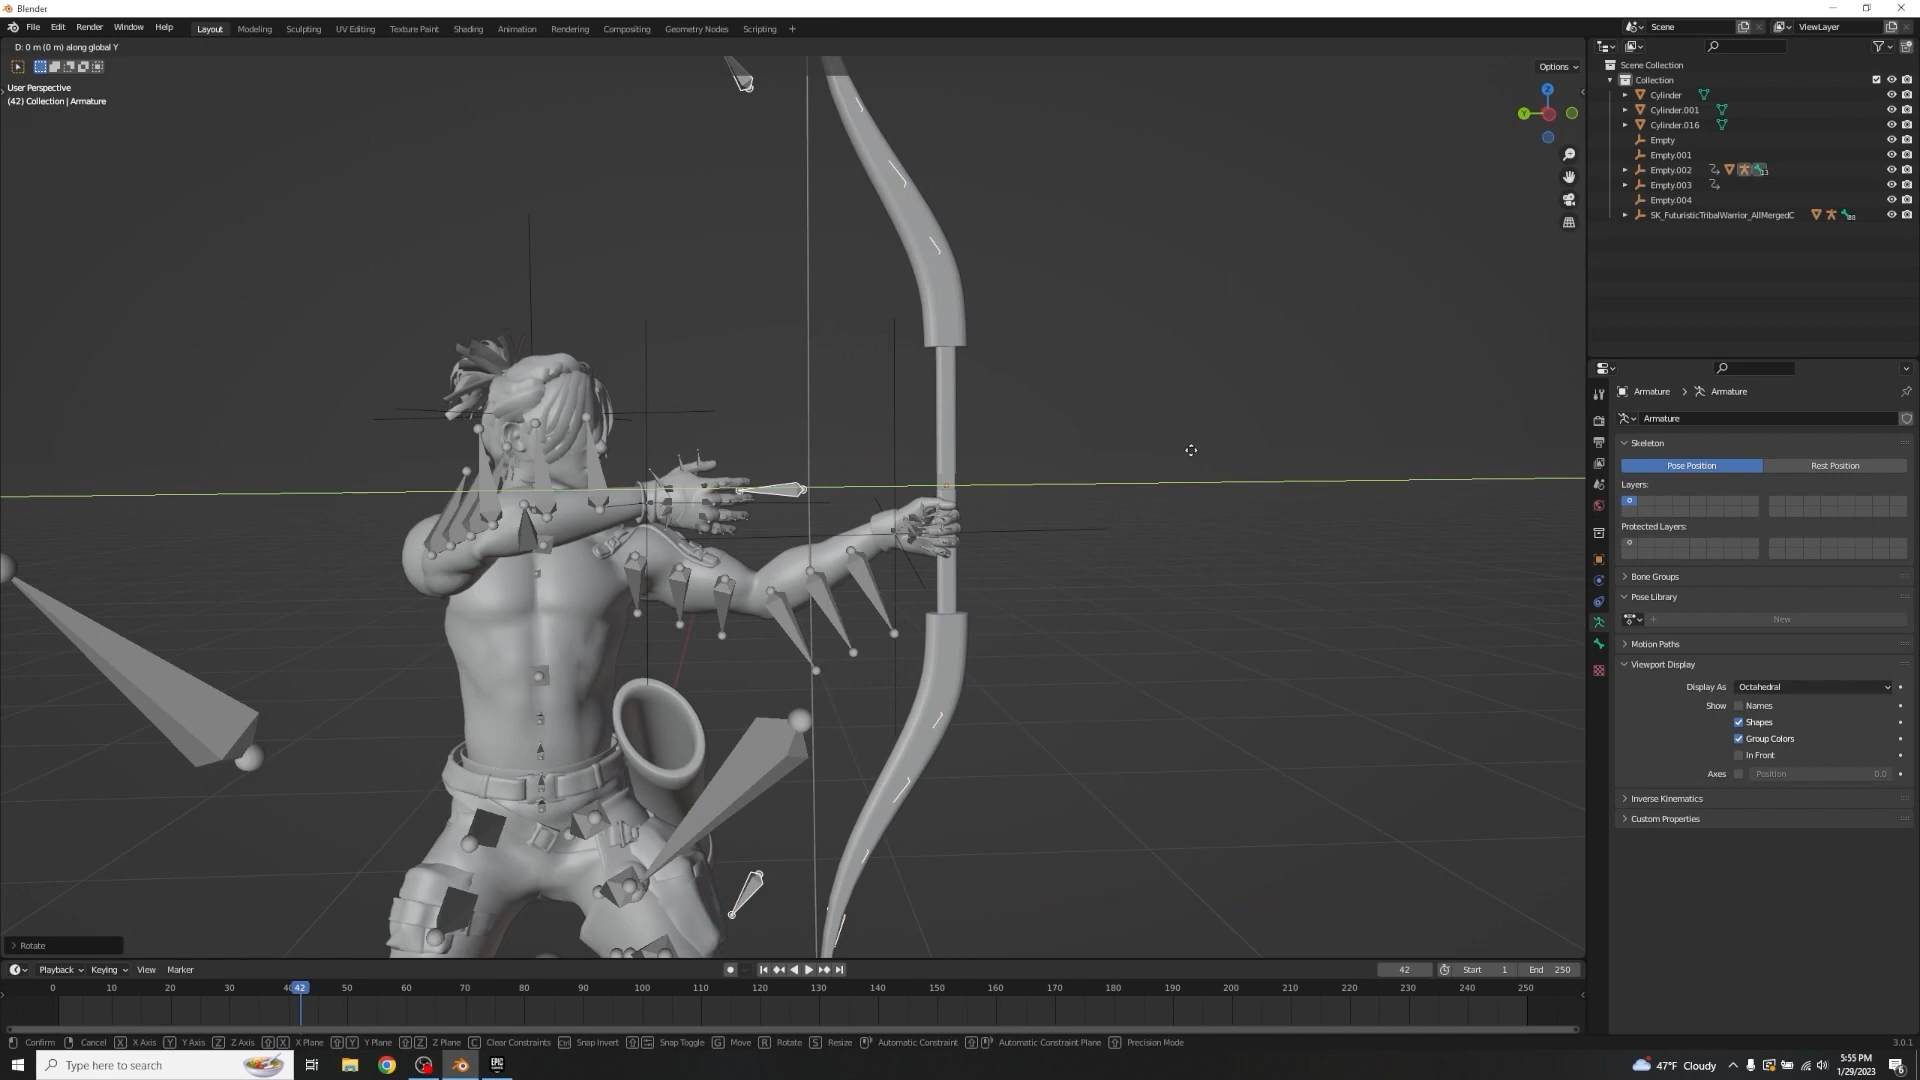 Blender
File Edit Render Window Help Layout Modeling Sculpting UV Editing Texture Paint Shading Animation Rendering Compositing Geometry Nodes Scripting + Scene ViewLayer
D: 0 m (0 m) along global Y
Options
User Perspective
(42) Collection | Armature
Z
Y
Scene Collection
Collection
Cylinder
Cylinder.001
Cylinder.016
Empty
Empty.001
Empty.002 13
Empty.003
Empty.004
SK_FuturisticTribalWarrior_AllMergedC 88
Armature > Armature
Armature
Skeleton
Pose Position Rest Position
Layers:
Protected Layers:
Bone Groups
Pose Library
+ New
Motion Paths
Viewport Display
Display As Octahedral
Show Names
Shapes
Group Colors
In Front
Axes Position 0.0
Inverse Kinematics
Custom Properties
> Rotate
Playback Keying View Marker 42 Start 1 End 250
0 10 20 30 42 50 60 70 80 90 100 110 120 130 140 150 160 170 180 190 200 210 220 230 240 250
Confirm Cancel X X Axis Y Y Axis Z Z Axis X X Plane Y Y Plane Z Z Plane C Clear Constraints Ctrl Snap Invert Snap Toggle G Move R Rotate S Resize Automatic Constraint Automatic Constraint Plane Precision Mode 3.0.1
Type here to search EPIC GAMES 47°F Cloudy 5:55 PM
1/29/2023 6